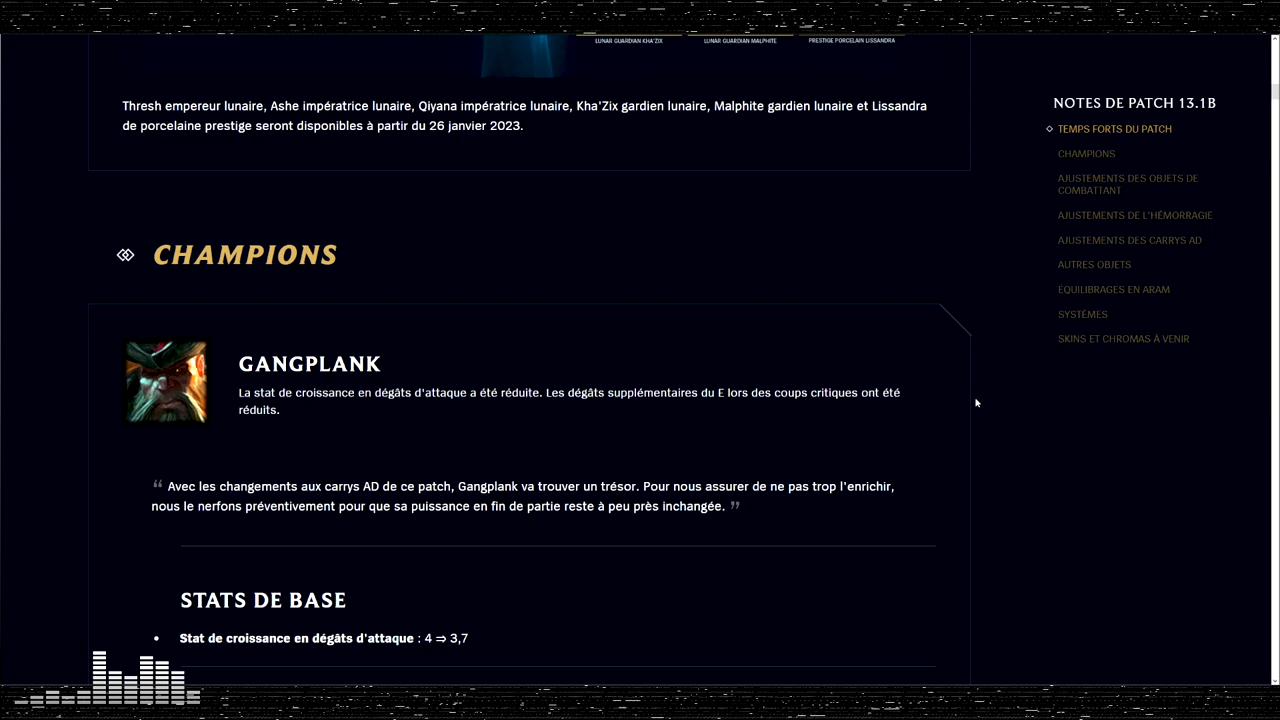 LUNAR GUARDIAN KHA'ZIX
LUNAR GUARDIAN MALPHITE
PRESTIGE PORCELAIN LISSANDRA
Thresh empereur lunaire, Ashe impératrice lunaire, Qiyana impératrice lunaire, Kha'Zix gardien lunaire, Malphite gardien lunaire et Lissandra
de porcelaine prestige seront disponibles à partir du 26 janvier 2023.
CHAMPIONS
GANGPLANK
La stat de croissance en dégâts d'attaque a été réduite. Les dégâts supplémentaires du E lors des coups critiques ont été
réduits.
“ Avec les changements aux carrys AD de ce patch, Gangplank va trouver un trésor. Pour nous assurer de ne pas trop l'enrichir,
nous le nerfons préventivement pour que sa puissance en fin de partie reste à peu près inchangée. ”
STATS DE BASE
• Stat de croissance en dégâts d'attaque : 4 ⇒ 3,7
NOTES DE PATCH 13.1B
TEMPS FORTS DU PATCH
CHAMPIONS
AJUSTEMENTS DES OBJETS DE
COMBATTANT
AJUSTEMENTS DE L'HÉMORRAGIE
AJUSTEMENTS DES CARRYS AD
AUTRES OBJETS
ÉQUILIBRAGES EN ARAM
SYSTÈMES
SKINS ET CHROMAS À VENIR